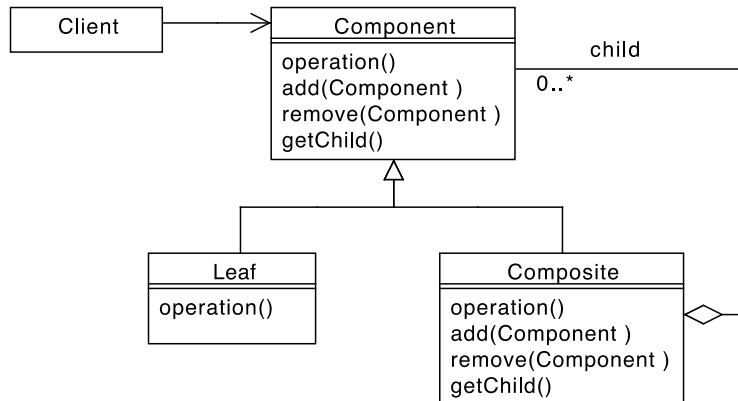 Client
Component
operation()
add(Component )
remove(Component )
getChild()
child
0..*
Leaf
operation()
Composite
operation()
add(Component )
remove(Component )
getChild()